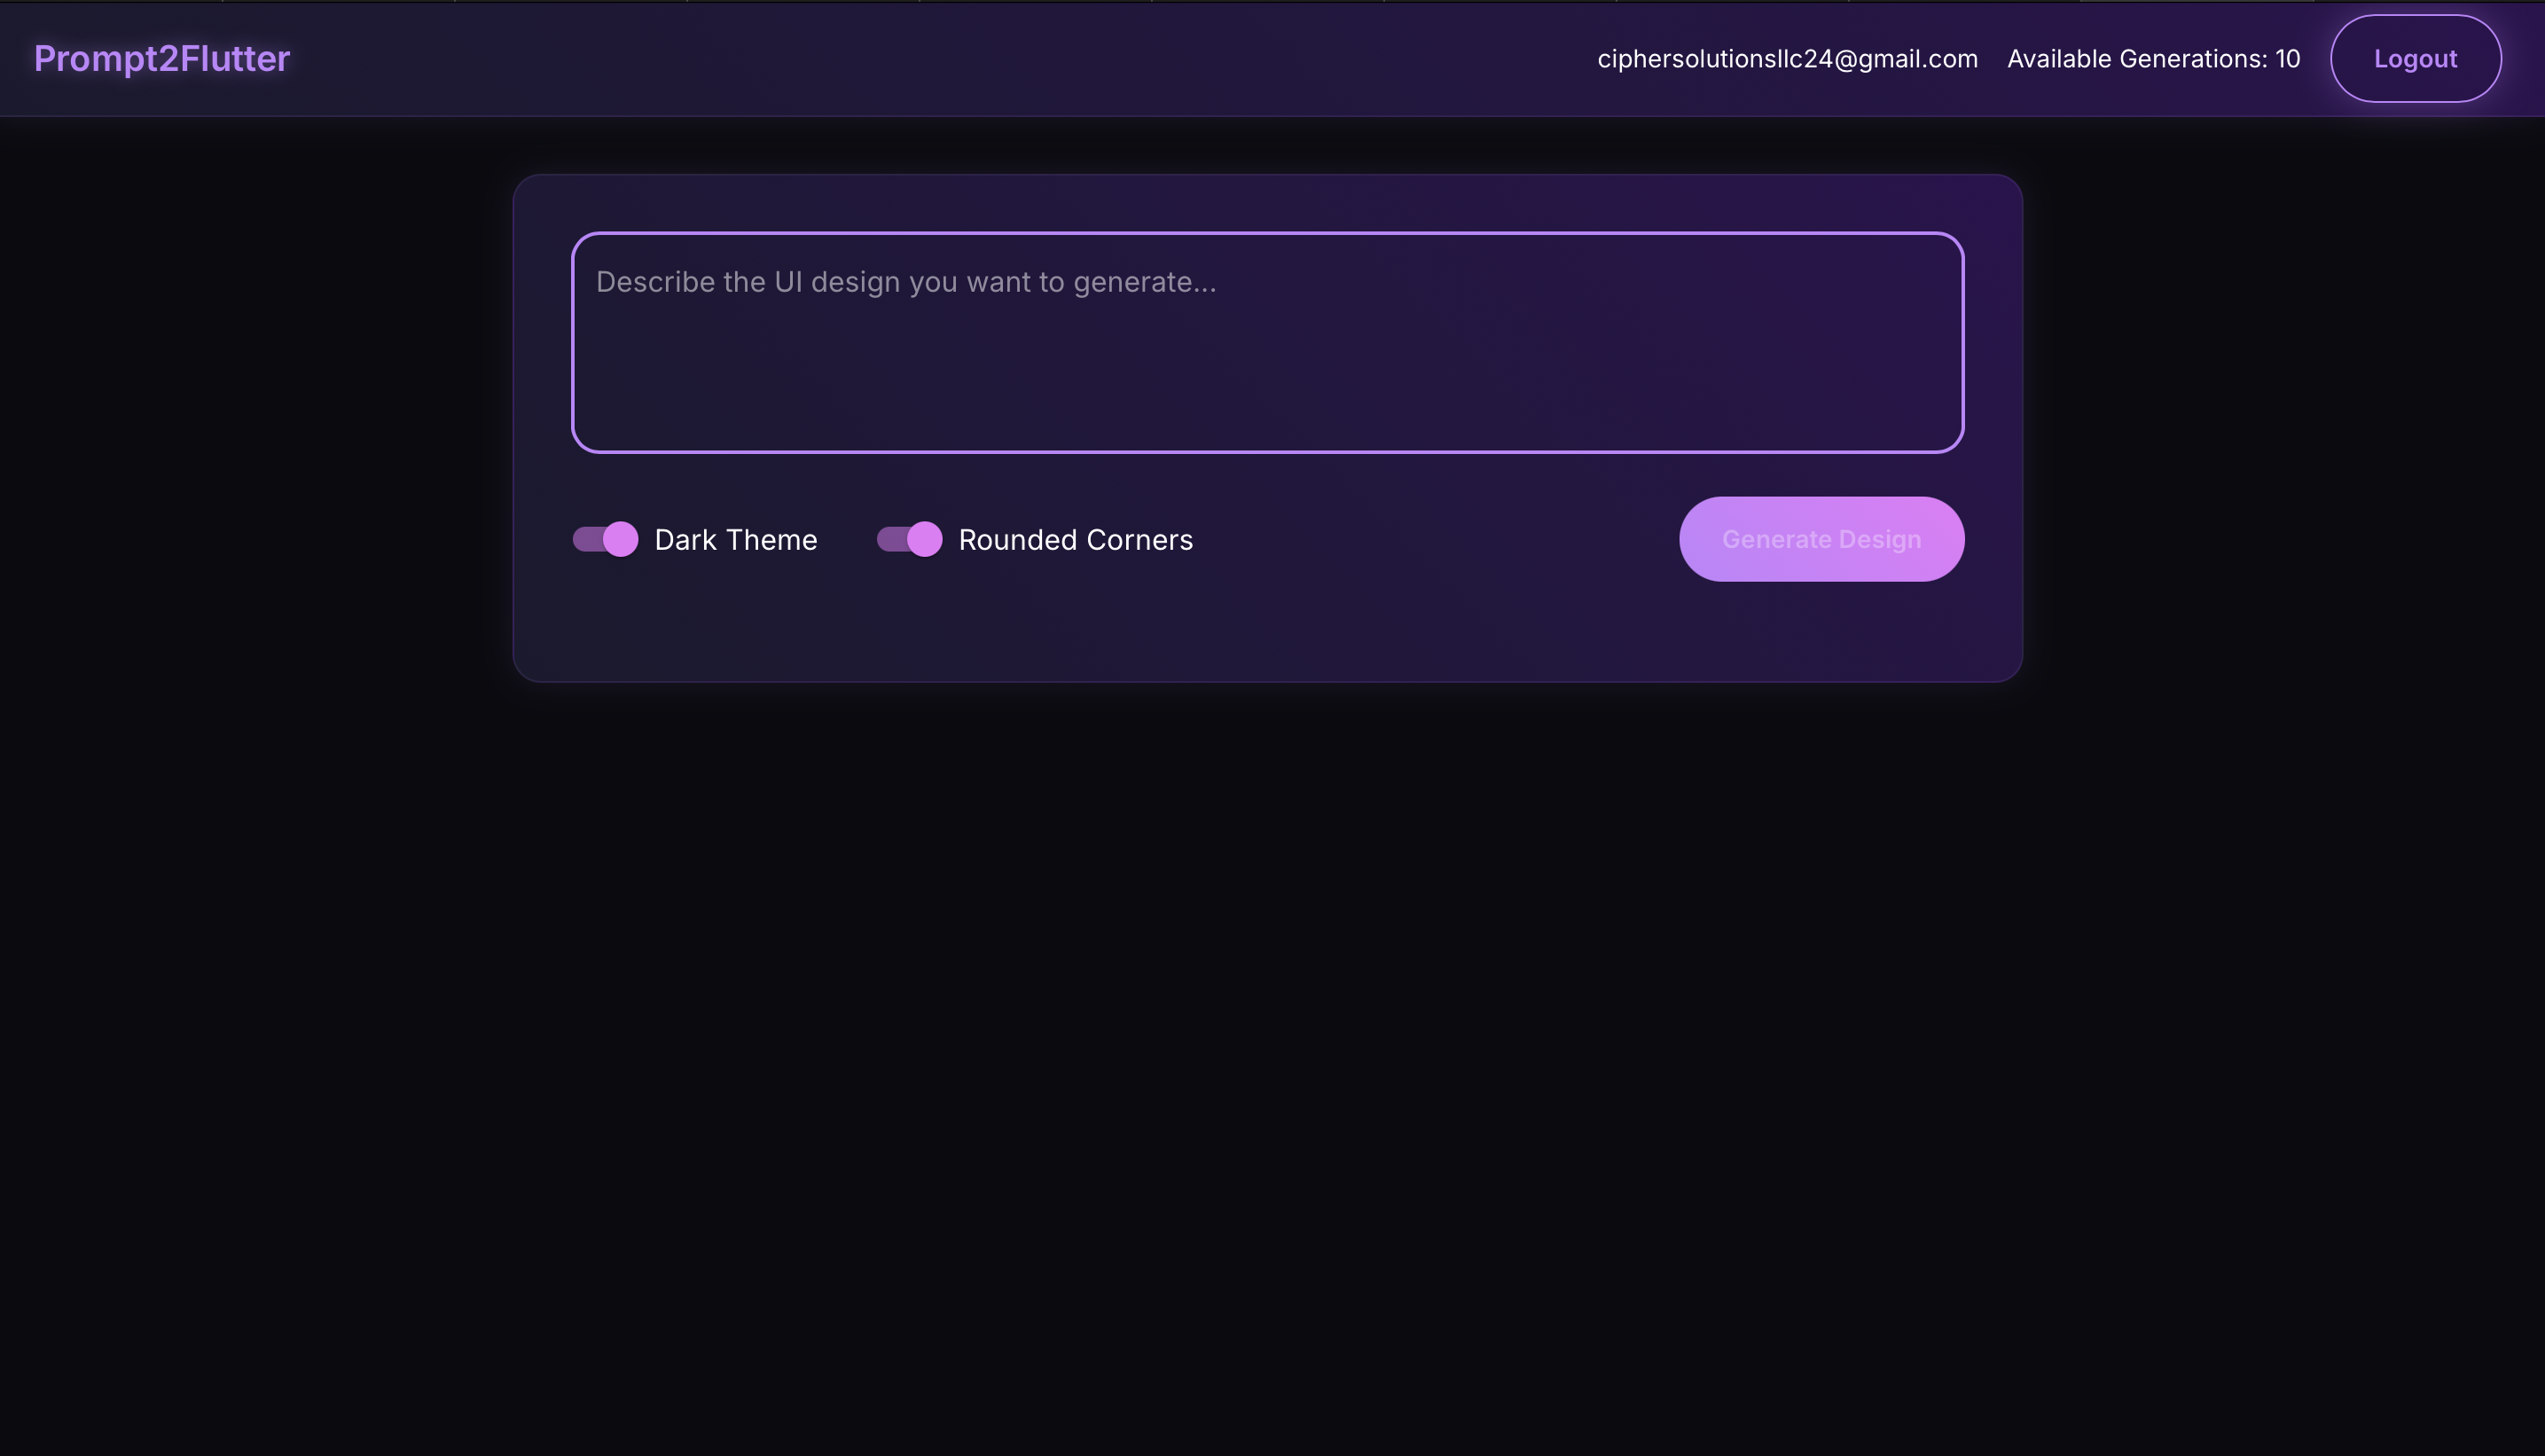 Prompt2Flutter
ciphersolutionsllc24@gmail.com
Available Generations: 10
Logout
Describe the UI design you want to generate...
Dark Theme
Rounded Corners
Generate Design